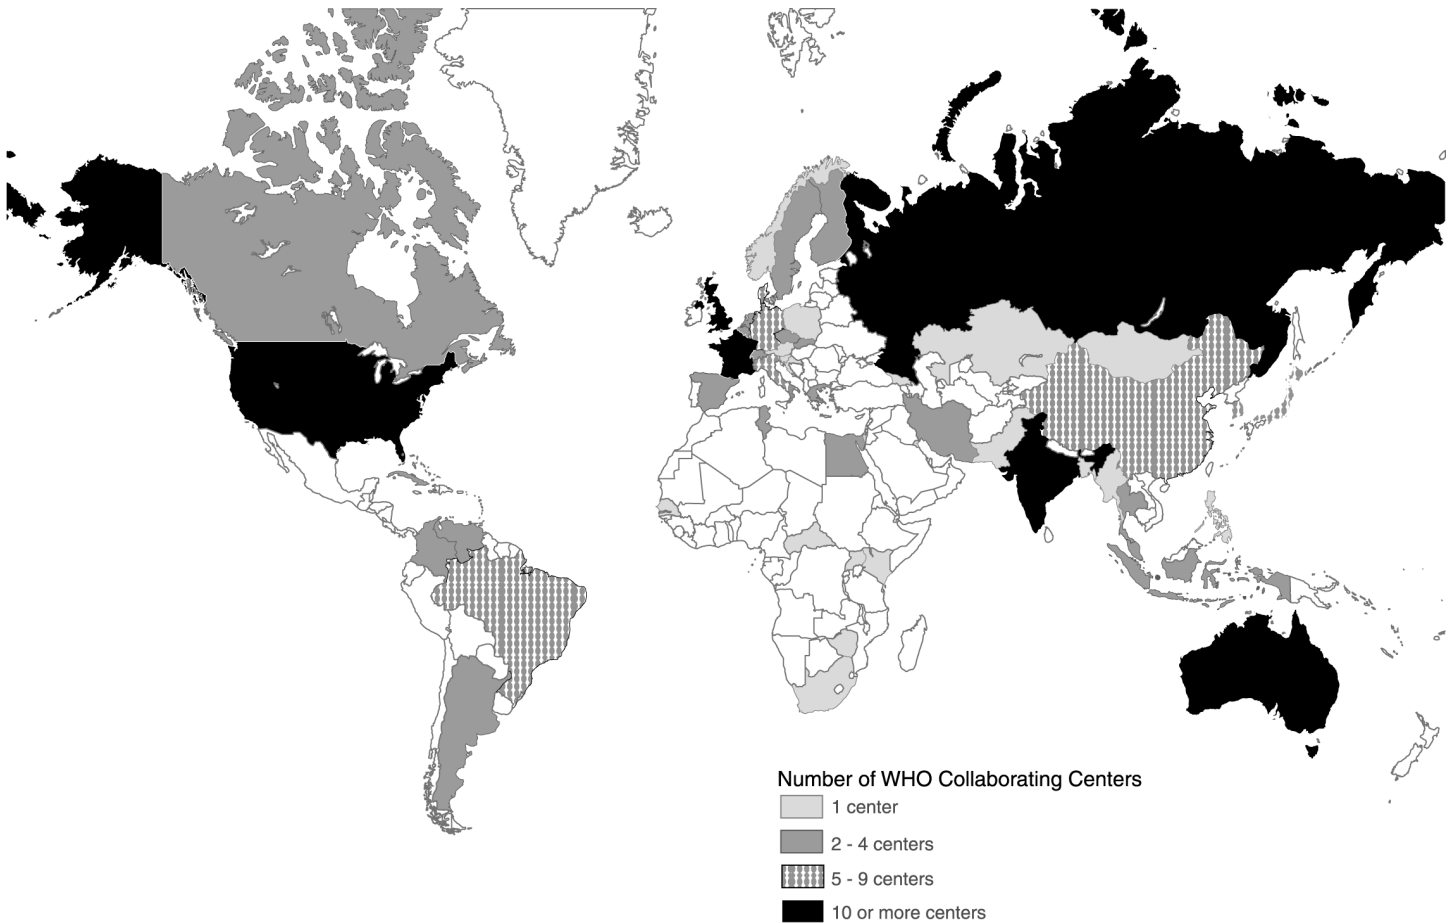 Number of WHO Collaborating Centers
1 center
2 - 4 centers
5 - 9 centers
10 or more centers